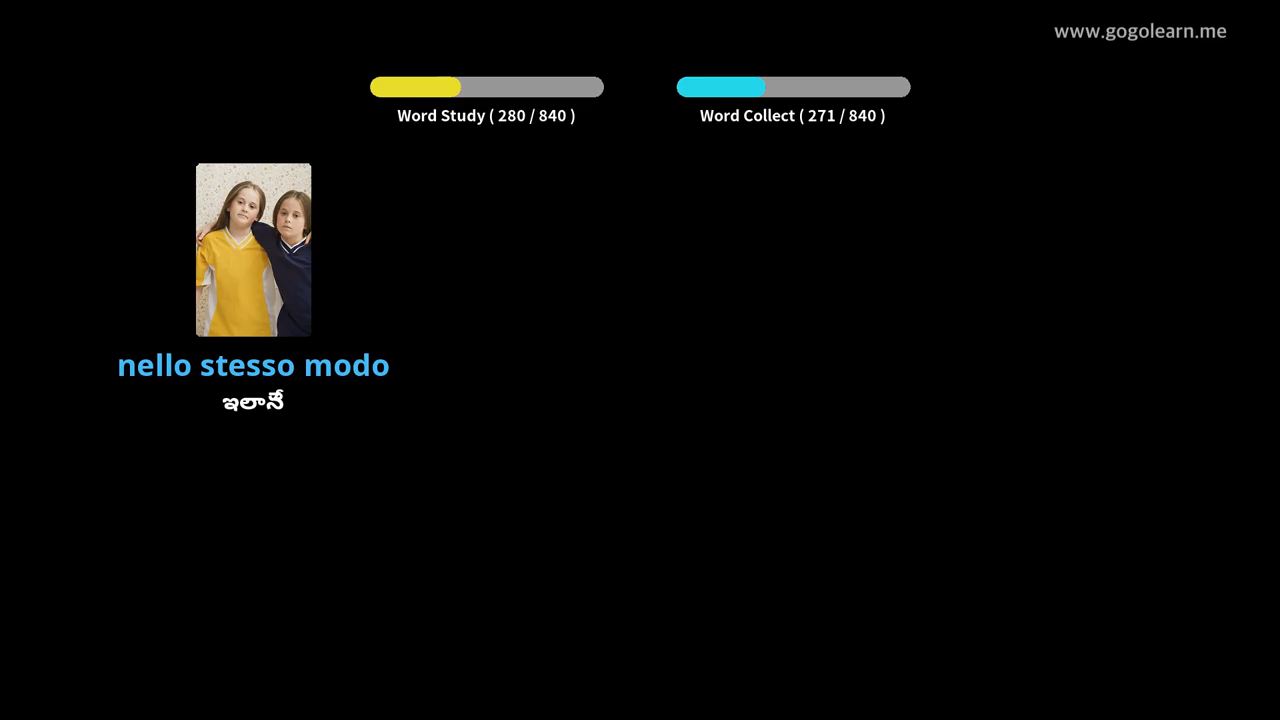 www.gogolearn.me
Word Study ( 280 / 840 )
Word Collect ( 271 / 840 )
nello stesso modo
ఇలానే